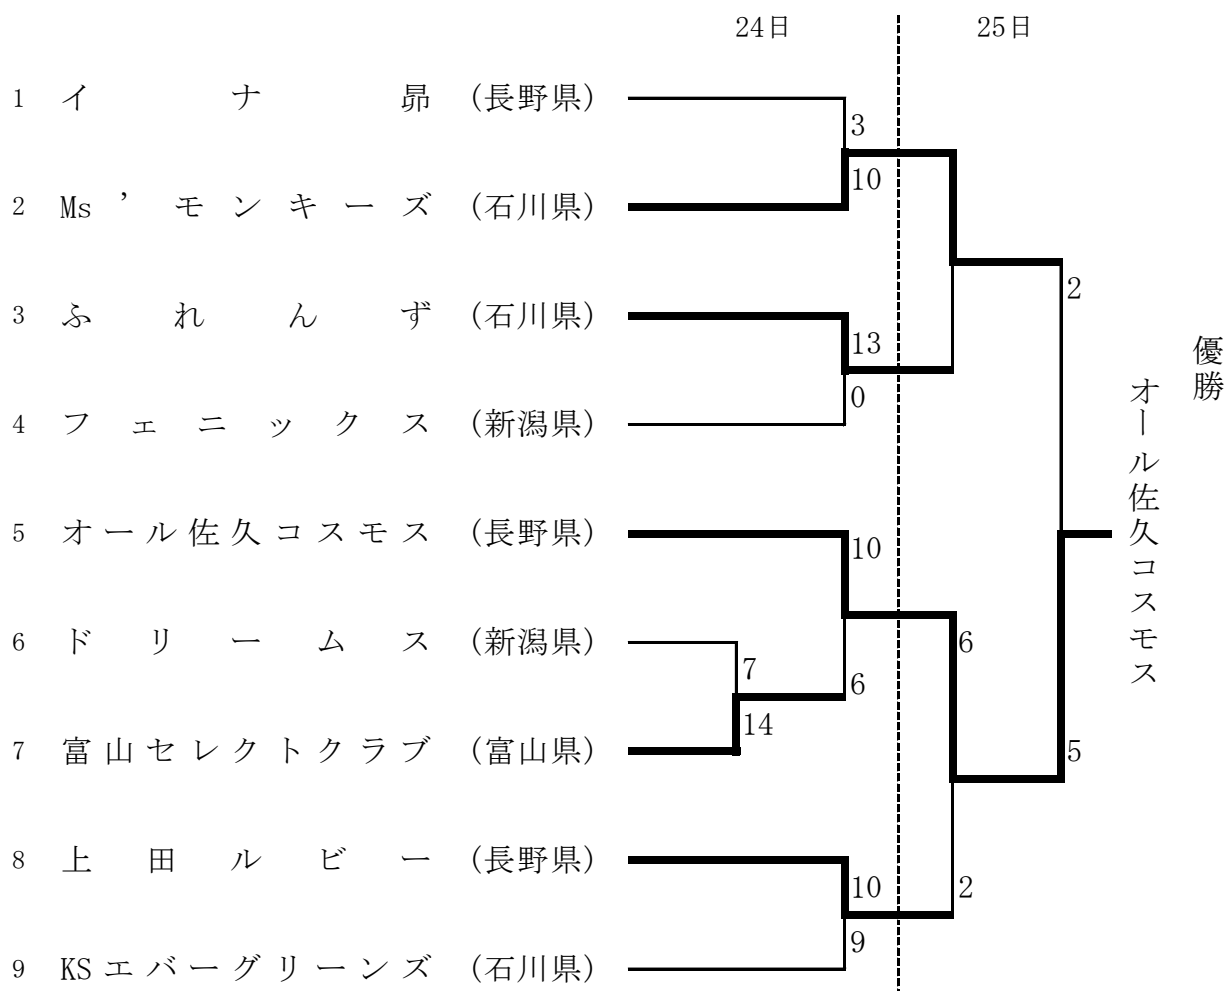 24日 25日
1 イナ昴 (長野県)
3
10
2 Ms’モンキーズ (石川県)
2
3 ふれんず (石川県)
13
0
4 フェニックス (新潟県)
優勝
オール佐久コスモス
5 オール佐久コスモス (長野県)
10
6 ドリームス (新潟県)
6
7
6
14
7 富山セレクトクラブ (富山県)
5
8 上田ルビー (長野県)
10
2
9
9 KSエバーグリーンズ (石川県)